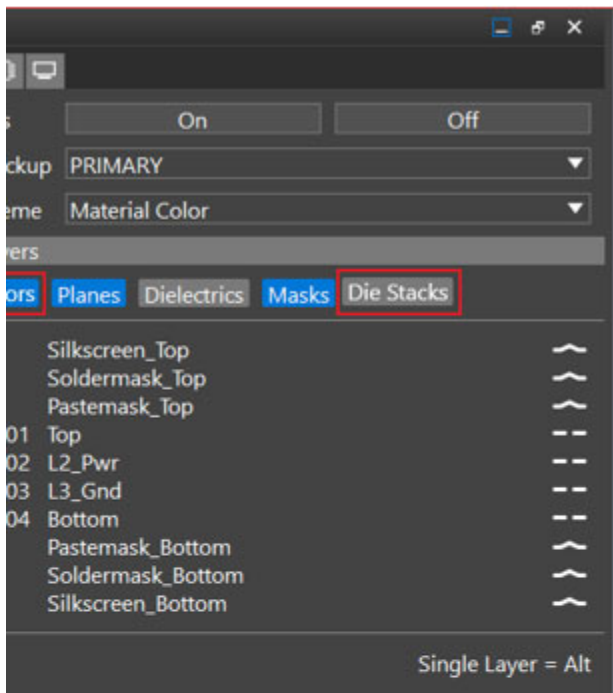 s On Off
ckup PRIMARY
eme Material Color
yers
ors Planes Dielectrics Masks Die Stacks
Silkscreen_Top
Soldermask_Top
Pastemask_Top
01 Top
02 L2_Pwr
03 L3_Gnd
04 Bottom
Pastemask_Bottom
Soldermask_Bottom
Silkscreen_Bottom
Single Layer = Alt